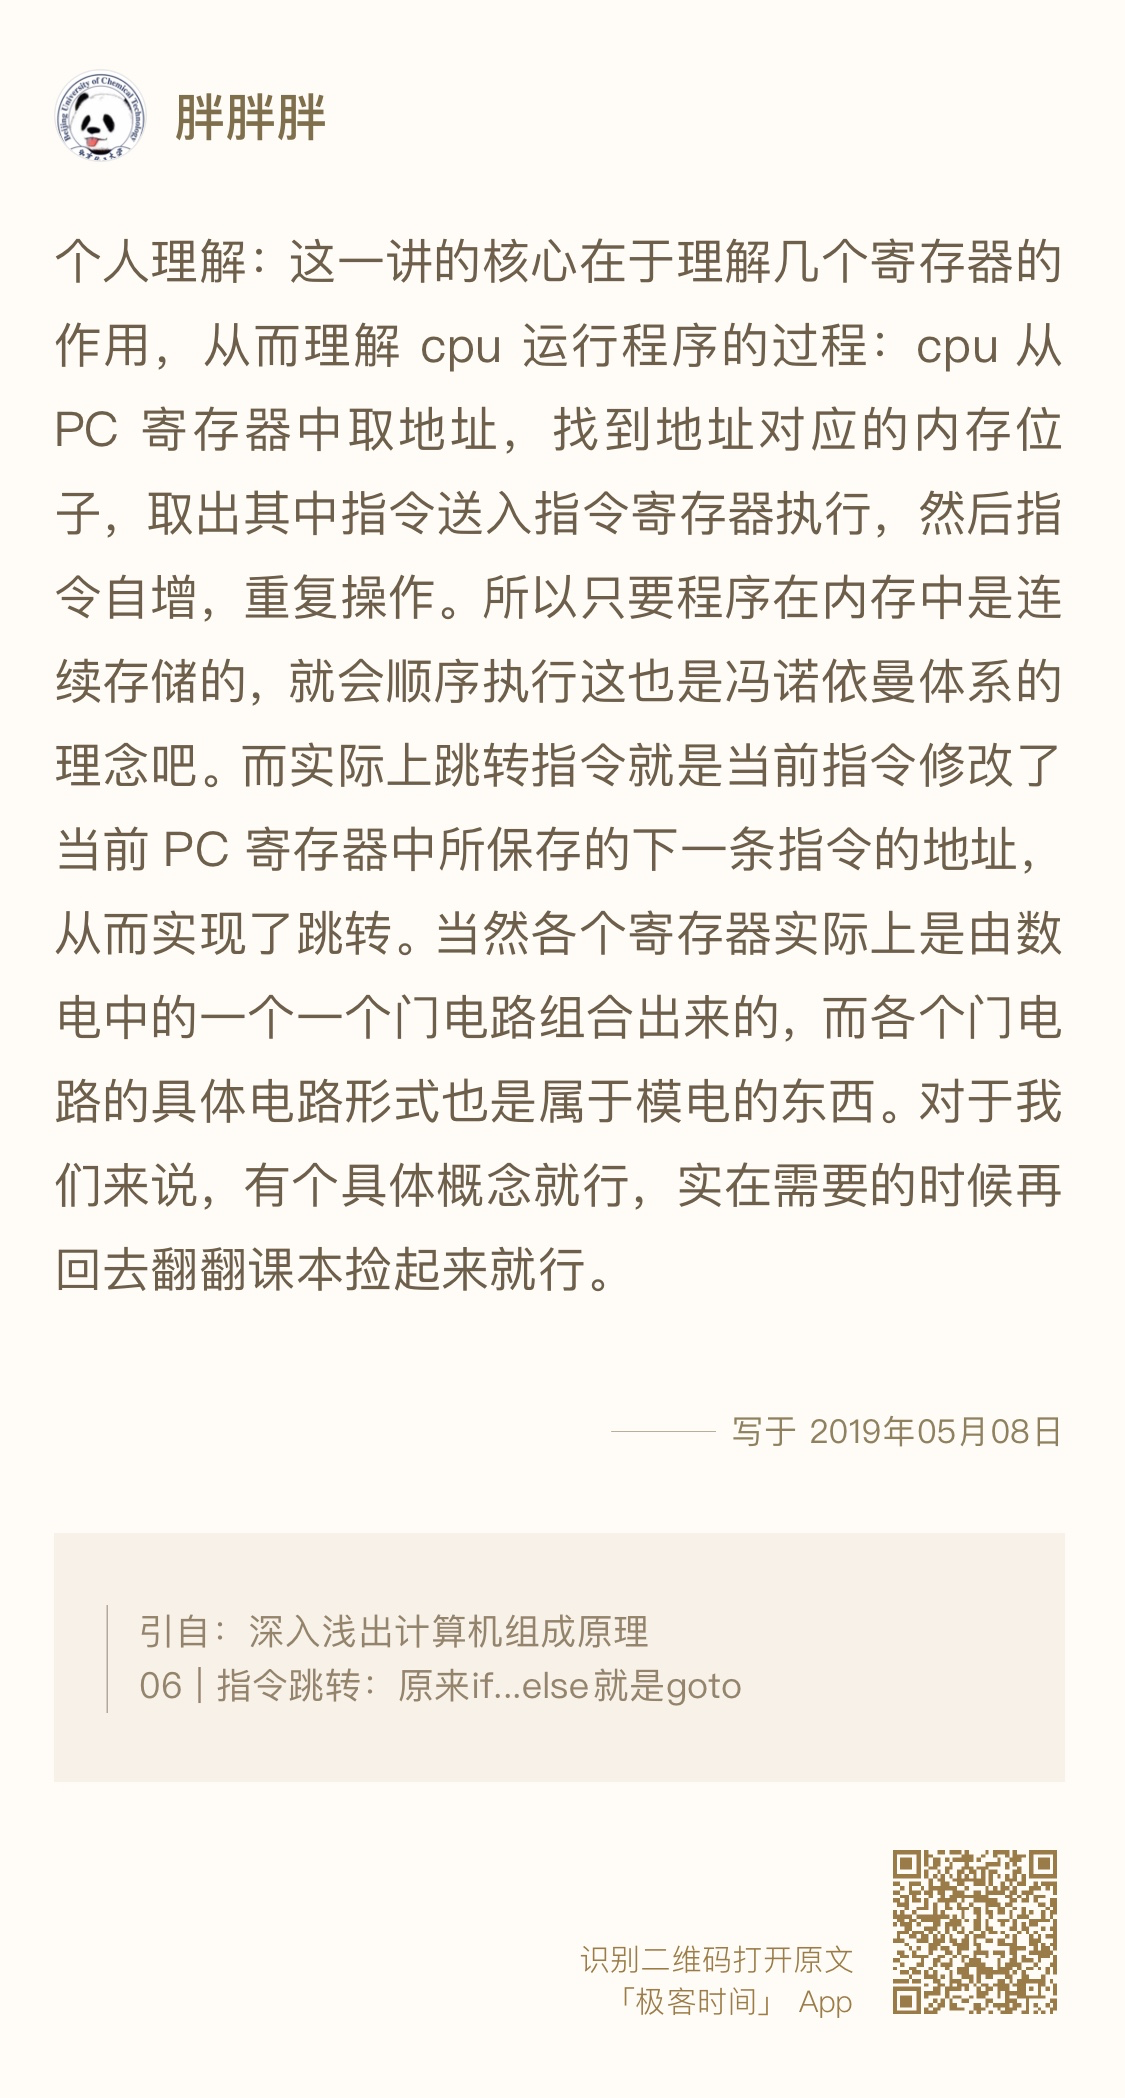 Beijing University of Chemical Technology
胖胖胖
个人理解：这一讲的核心在于理解几个寄存器的
作用，从而理解 cpu 运行程序的过程：cpu 从
PC 寄存器中取地址，找到地址对应的内存位
子，取出其中指令送入指令寄存器执行，然后指
令自增，重复操作。所以只要程序在内存中是连
续存储的，就会顺序执行这也是冯诺依曼体系的
理念吧。而实际上跳转指令就是当前指令修改了
当前 PC 寄存器中所保存的下一条指令的地址，
从而实现了跳转。当然各个寄存器实际上是由数
电中的一个一个门电路组合出来的，而各个门电
路的具体电路形式也是属于模电的东西。对于我
们来说，有个具体概念就行，实在需要的时候再
回去翻翻课本捡起来就行。
写于 2019年05月08日
引自：深入浅出计算机组成原理
06 | 指令跳转：原来if...else就是goto
识别二维码打开原文
「极客时间」 App